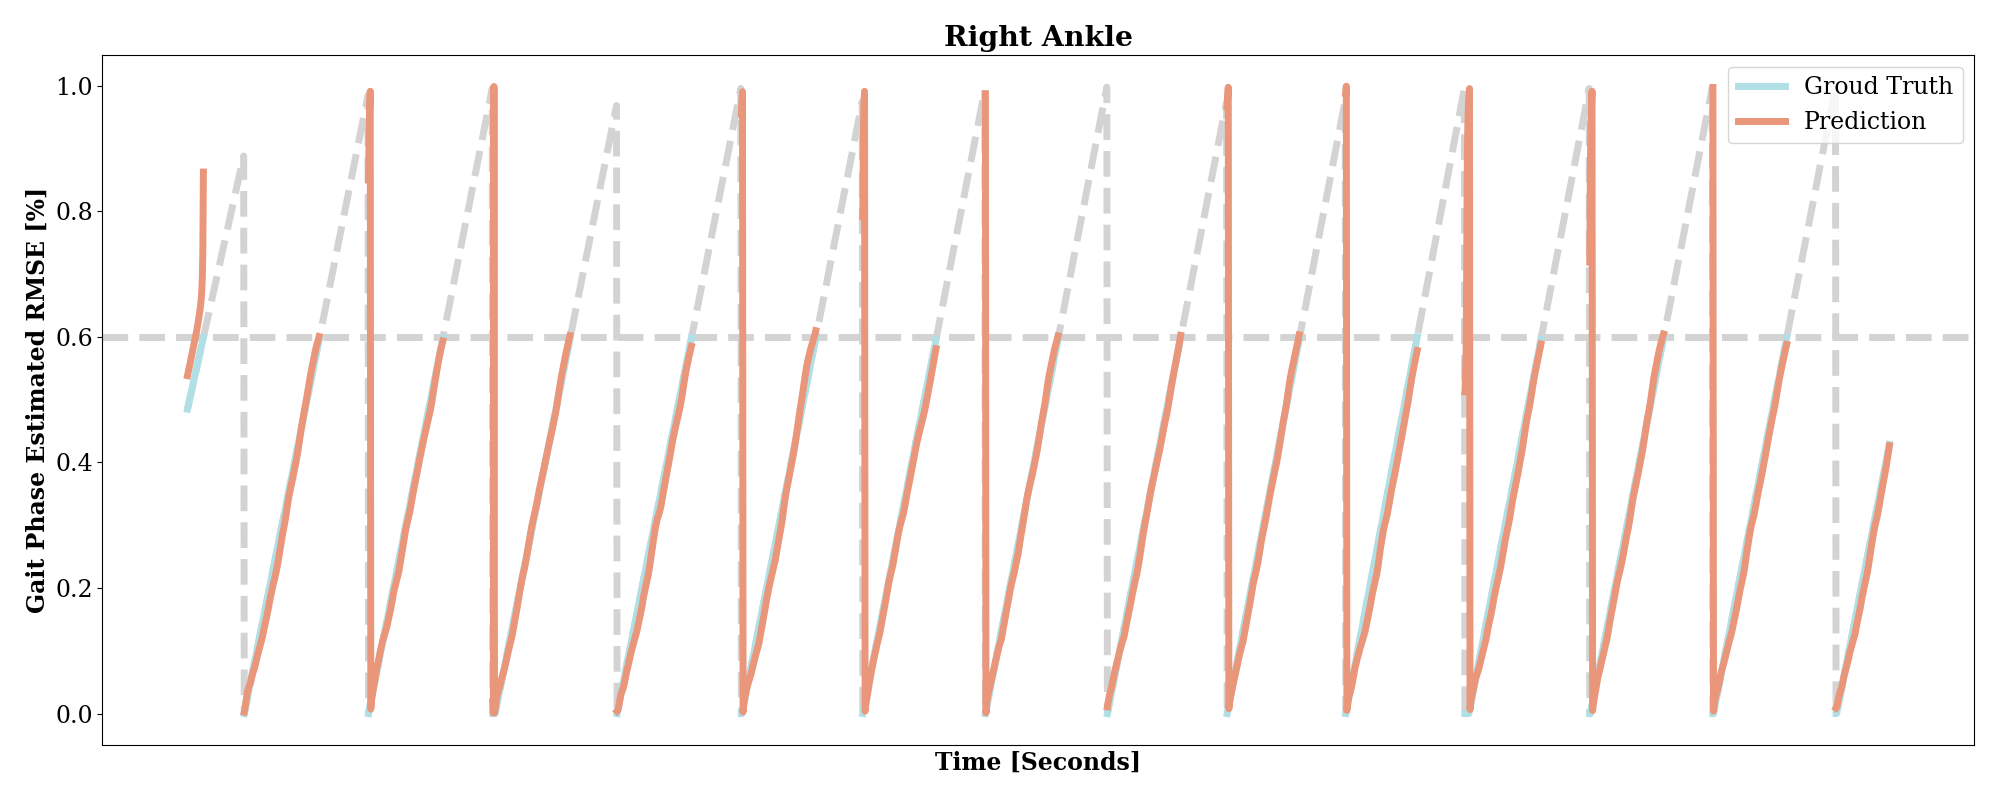 Right Ankle
Gait Phase Estimated RMSE [%]
1.0
0.8
0.6
0.4
0.2
0.0
Groud Truth
Prediction
Time [Seconds]